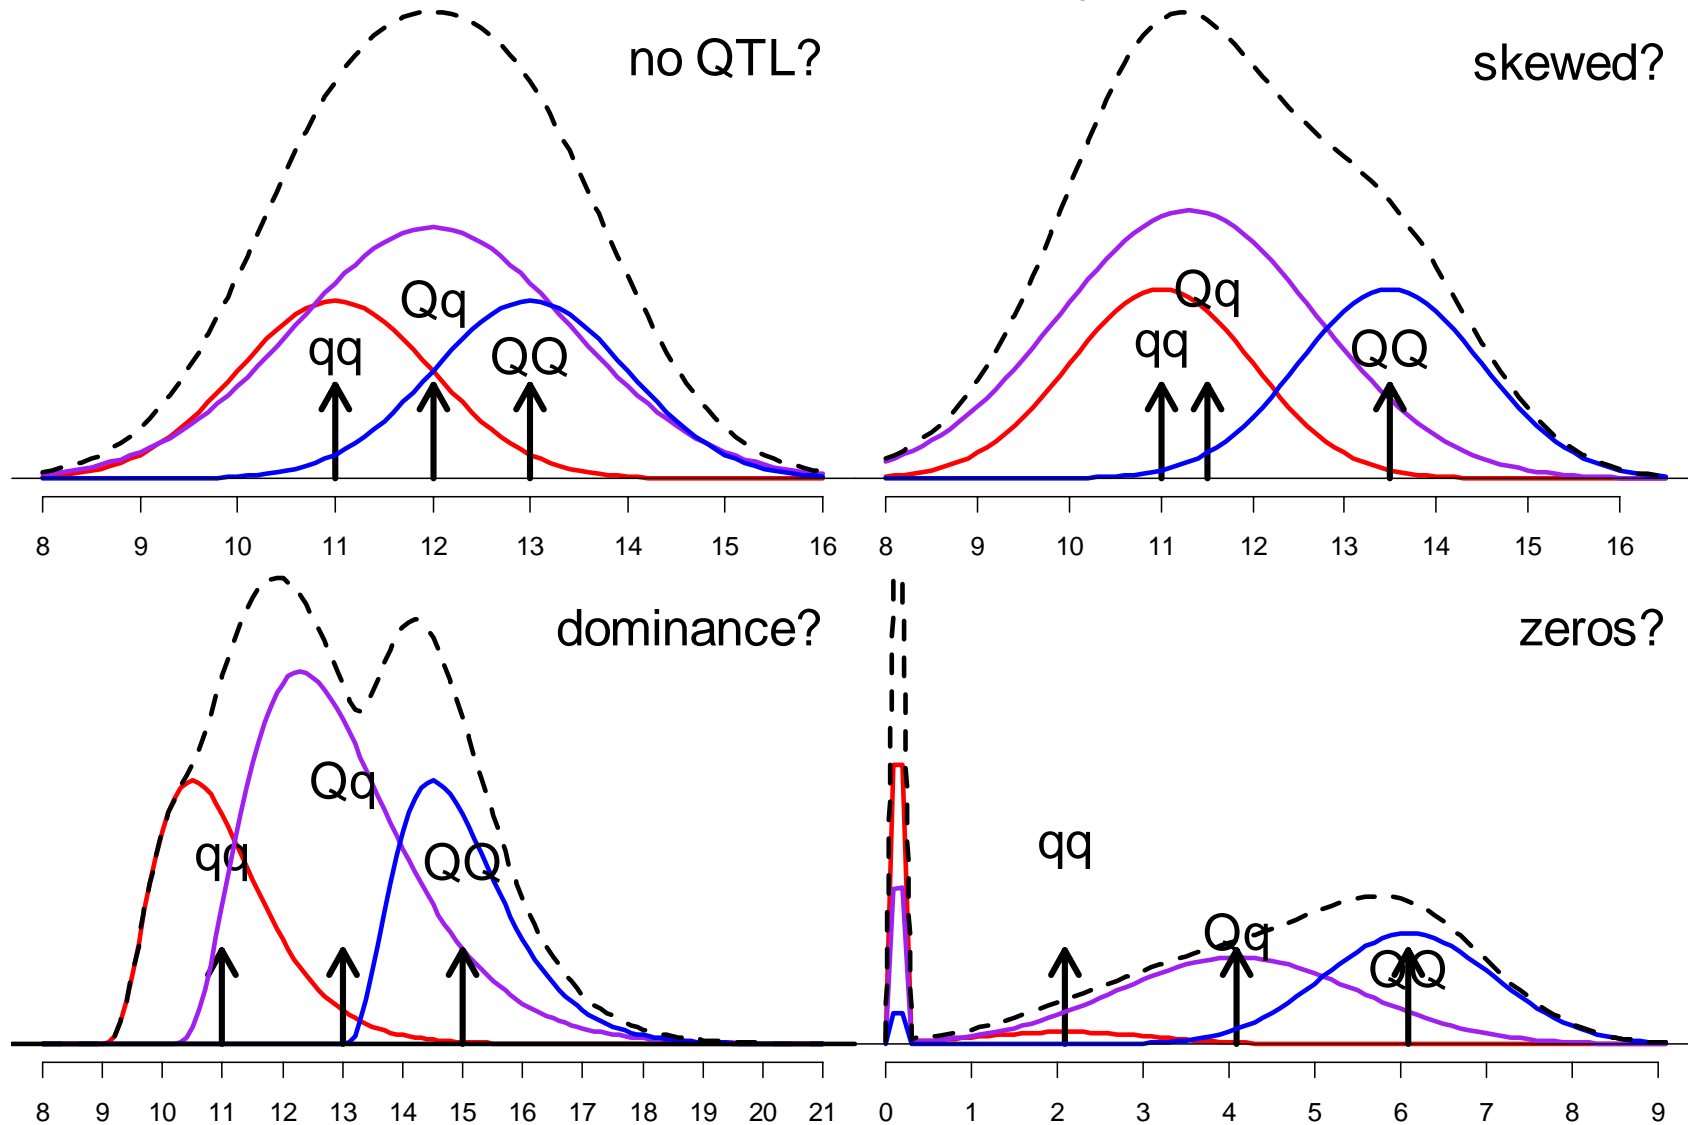 no QTL?
Qq
qq
QQ
8 9 10 11 12 13 14 15 16
skewed?
Qq
qq
QQ
8 9 10 11 12 13 14 15 16
dominance?
Qq
qq
QQ
8 9 10 11 12 13 14 15 16 17 18 19 20 21
zeros?
qq
Qq
QQ
0 1 2 3 4 5 6 7 8 9